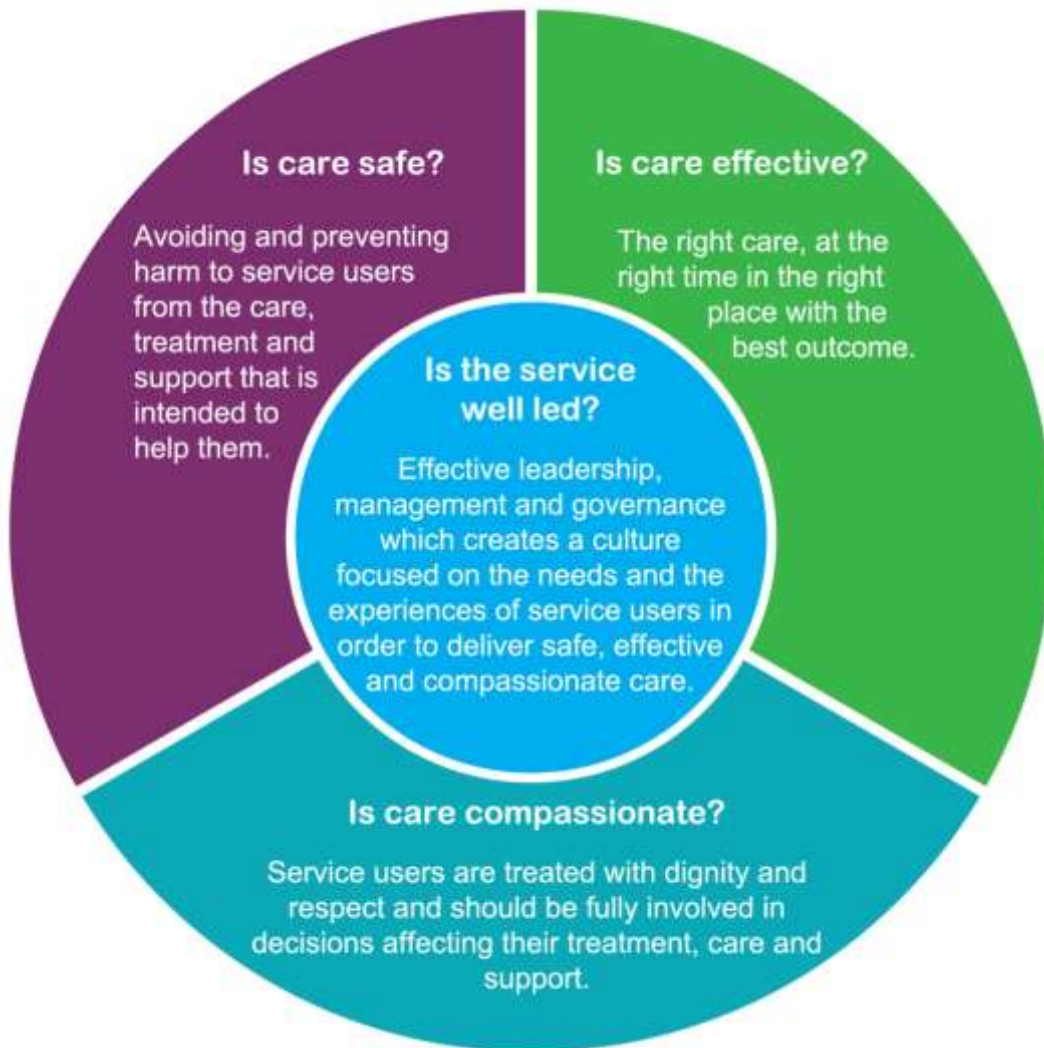 Is care safe?
Avoiding and preventing
harm to service users
from the care,
treatment and
support that is
intended to
help them.
Is care effective?
The right care, at the
right time in the right
place with the
best outcome.
Is the service
well led?
Effective leadership,
management and governance
which creates a culture
focused on the needs and the
experiences of service users in
order to deliver safe, effective
and compassionate care.
Is care compassionate?
Service users are treated with dignity and
respect and should be fully involved in
decisions affecting their treatment, care and
support.